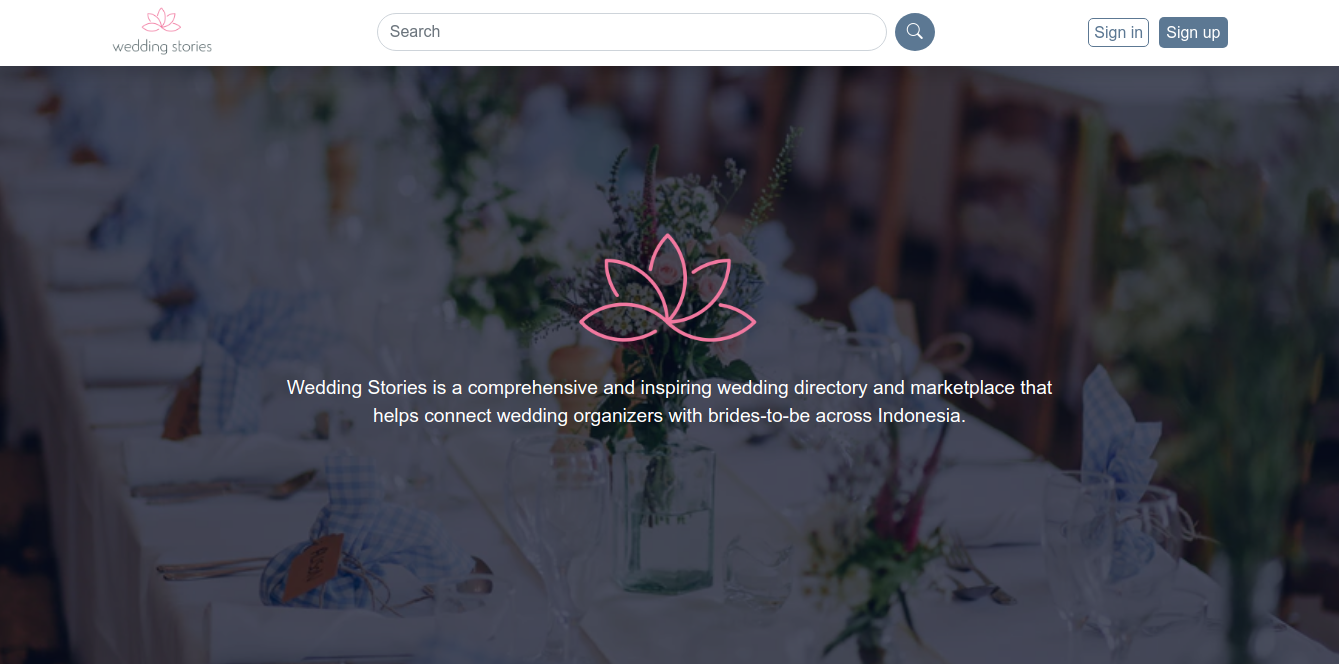 wedding stories
Search
Sign in
Sign up
Wedding Stories is a comprehensive and inspiring wedding directory and marketplace that
helps connect wedding organizers with brides-to-be across Indonesia.